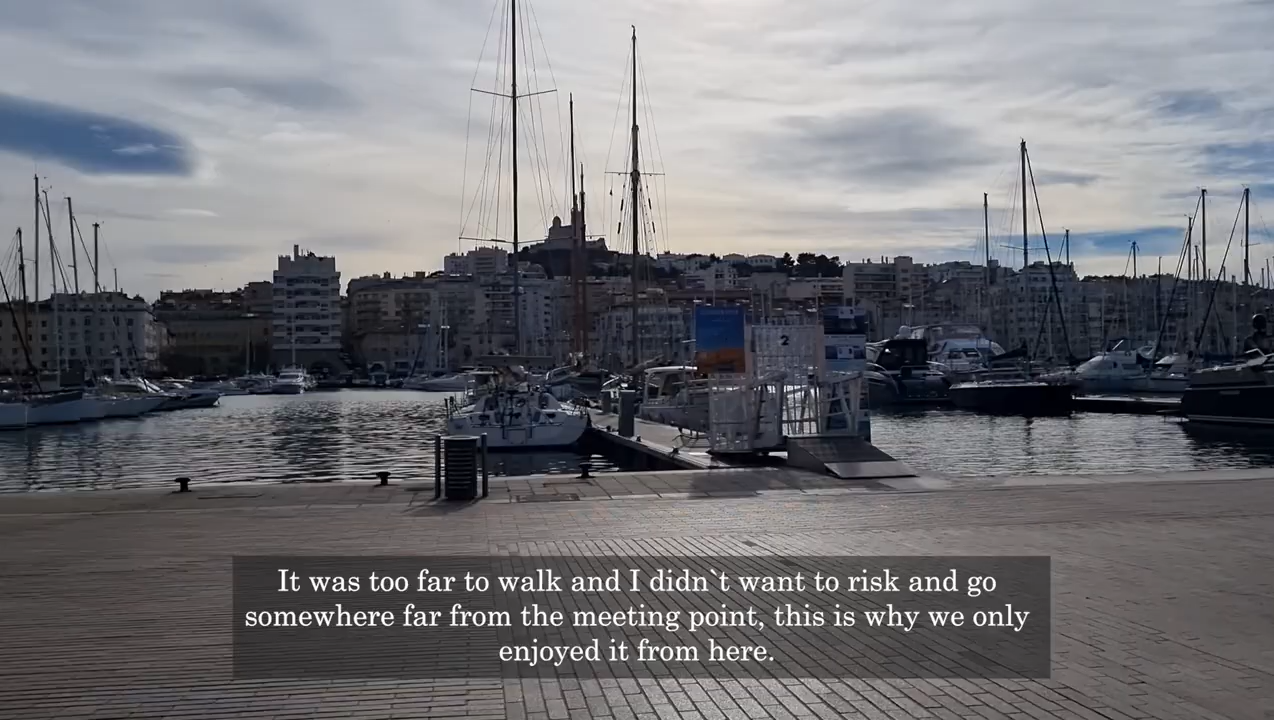 2
It was too far to walk and I didn`t want to risk and go
somewhere far from the meeting point, this is why we only
enjoyed it from here.